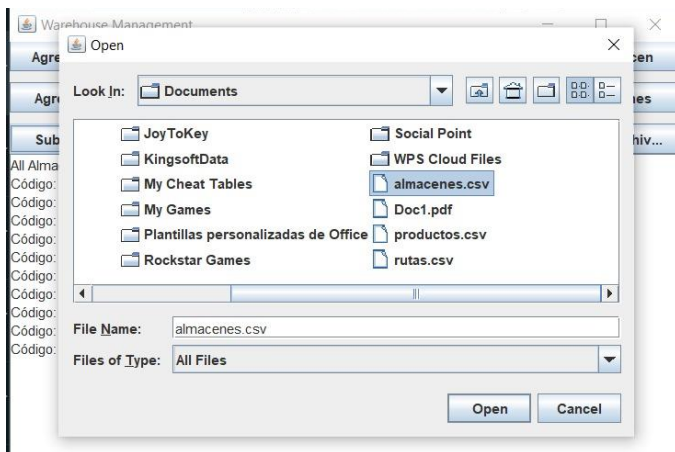 Warehouse Management
Open
Agre
cen
Look In: Documents
Agr
nes
Sub
hiv...
JoyToKey
Social Point
KingsoftData
WPS Cloud Files
My Cheat Tables
almacenes.csv
My Games
Doc1.pdf
Plantillas personalizadas de Office
productos.csv
Rockstar Games
rutas.csv
All Alma
Código:
Código:
Código:
Código:
Código:
Código:
Código:
Código:
Código:
Código:
File Name: almacenes.csv
Files of Type: All Files
Open
Cancel